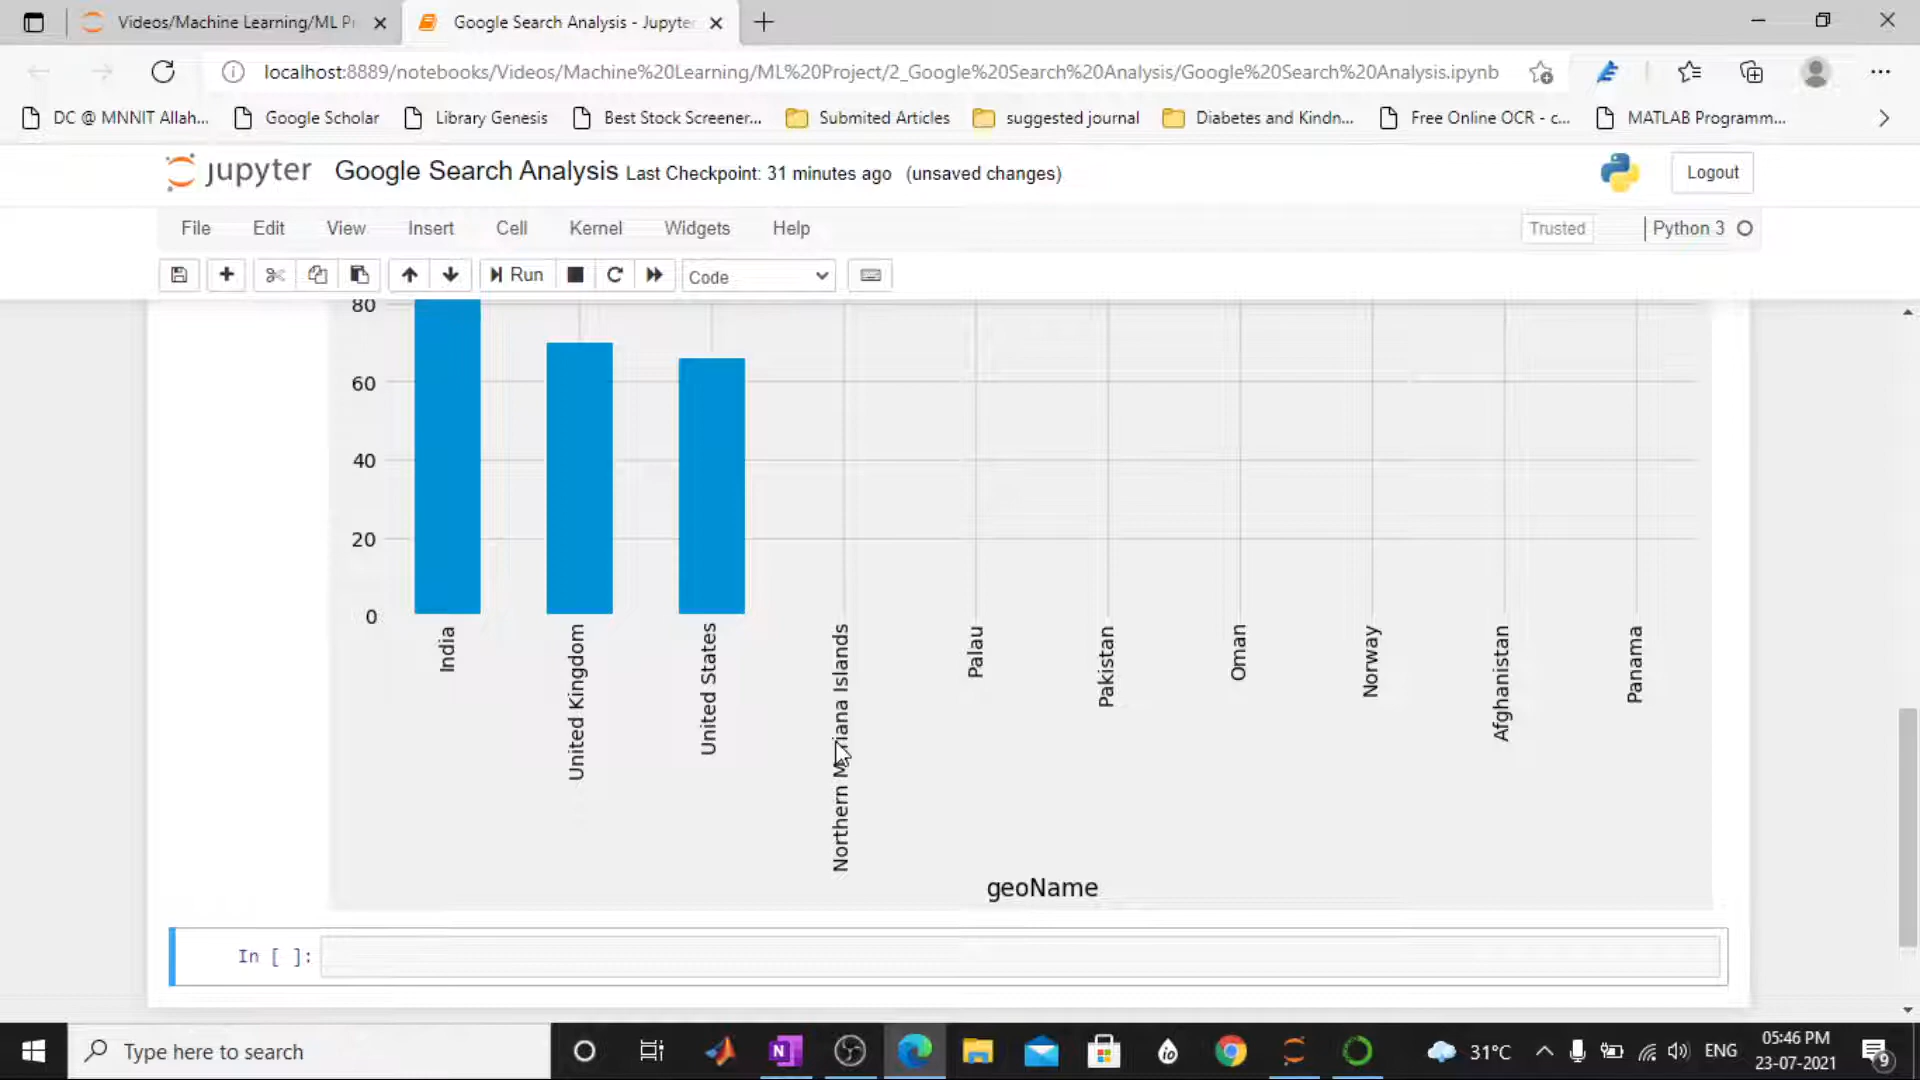 Videos/Machine Learning/ML P
Google Search Analysis - Jupyter
localhost:8889/notebooks/Videos/Machine%20Learning/ML%20Project/2_Google%20Search%20Analysis/Google%20Search%20Analysis.ipynb
DC @ MNNIT Allah... Google Scholar Library Genesis Best Stock Screener... Submited Articles suggested journal Diabetes and Kindn... Free Online OCR - c... MATLAB Programm...
jupyter Google Search Analysis Last Checkpoint: 31 minutes ago (unsaved changes) Logout
File Edit View Insert Cell Kernel Widgets Help Trusted Python 3
Run Code
80
60
40
20
0
India
United Kingdom
United States
Northern Mariana Islands
Palau
Pakistan
Oman
Norway
Afghanistan
Panama
geoName
In [ ]:
Type here to search
N
io
31°C
ENG
05:46 PM
23-07-2021
9